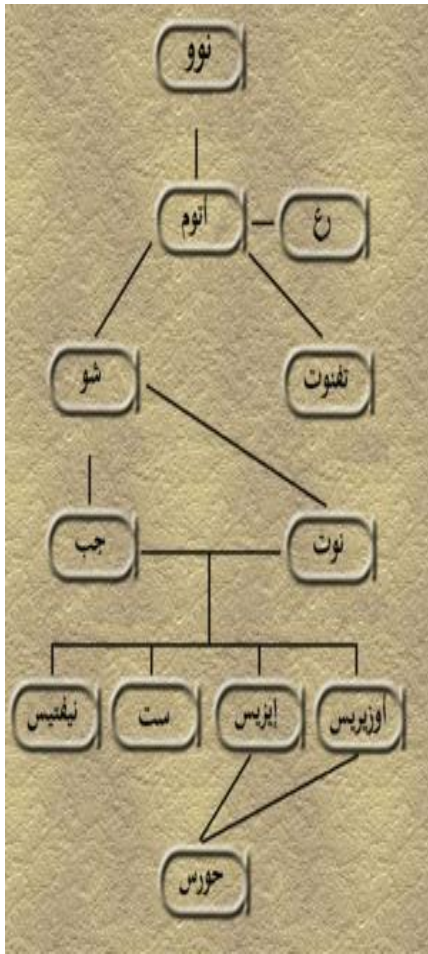 نوو
رع
أتوم
تفنوت
شو
نوت
جب
أوزيريس
إيزيس
ست
نيفتيس
حورس